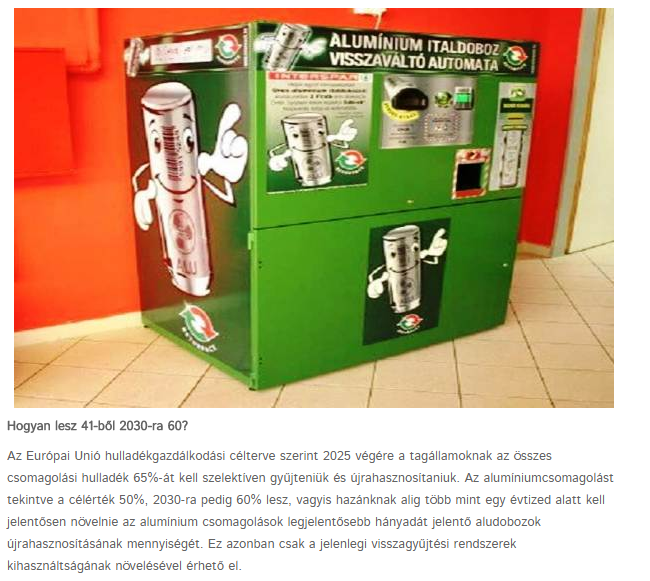 ALUMÍNIUM ITALDOBOZ
VISSZAVÁLTÓ AUTOMATA
INTERSPAR
ALU
Hogyan lesz 41-ből 2030-ra 60?
Az Európai Unió hulladékgazdálkodási célterve szerint 2025 végére a tagállamoknak az összes
csomagolási hulladék 65%-át kell szelektíven gyűjteniük és újrahasznosítaniuk. Az alumíniumcsomagolást
tekintve a célérték 50%, 2030-ra pedig 60% lesz, vagyis hazánknak alig több mint egy évtized alatt kell
jelentősen növelnie az alumínium csomagolások legjelentősebb hányadát jelentő aludobozok
újrahasznosításának mennyiségét. Ez azonban csak a jelenlegi visszagyűjtési rendszerek
kihasználtságának növelésével érhető el.